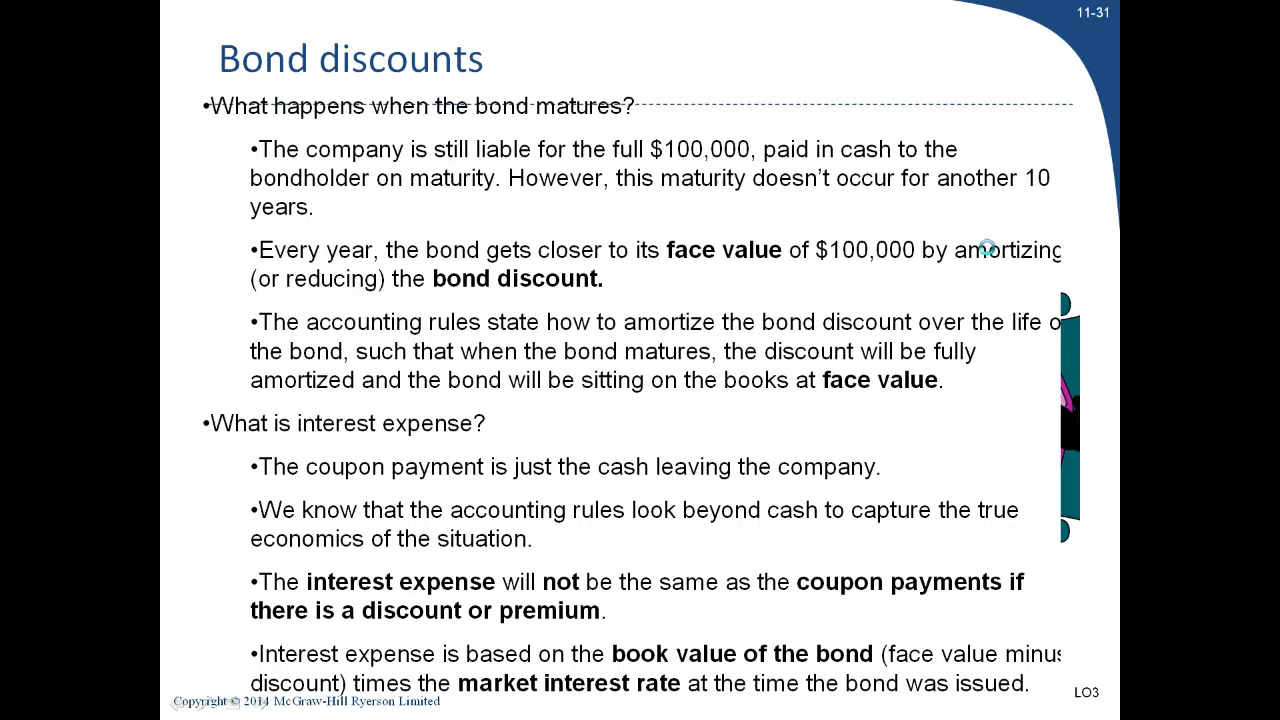 11-31
Bond discounts
•What happens when the bond matures?
•The company is still liable for the full $100,000, paid in cash to the
bondholder on maturity. However, this maturity doesn’t occur for another 10
years.
•Every year, the bond gets closer to its face value of $100,000 by amortizing
(or reducing) the bond discount.
•The accounting rules state how to amortize the bond discount over the life o
the bond, such that when the bond matures, the discount will be fully
amortized and the bond will be sitting on the books at face value.
•What is interest expense?
•The coupon payment is just the cash leaving the company.
•We know that the accounting rules look beyond cash to capture the true
economics of the situation.
•The interest expense will not be the same as the coupon payments if
there is a discount or premium.
•Interest expense is based on the book value of the bond (face value minus
discount) times the market interest rate at the time the bond was issued.
Copyright © 2014 McGraw-Hill Ryerson Limited
LO3